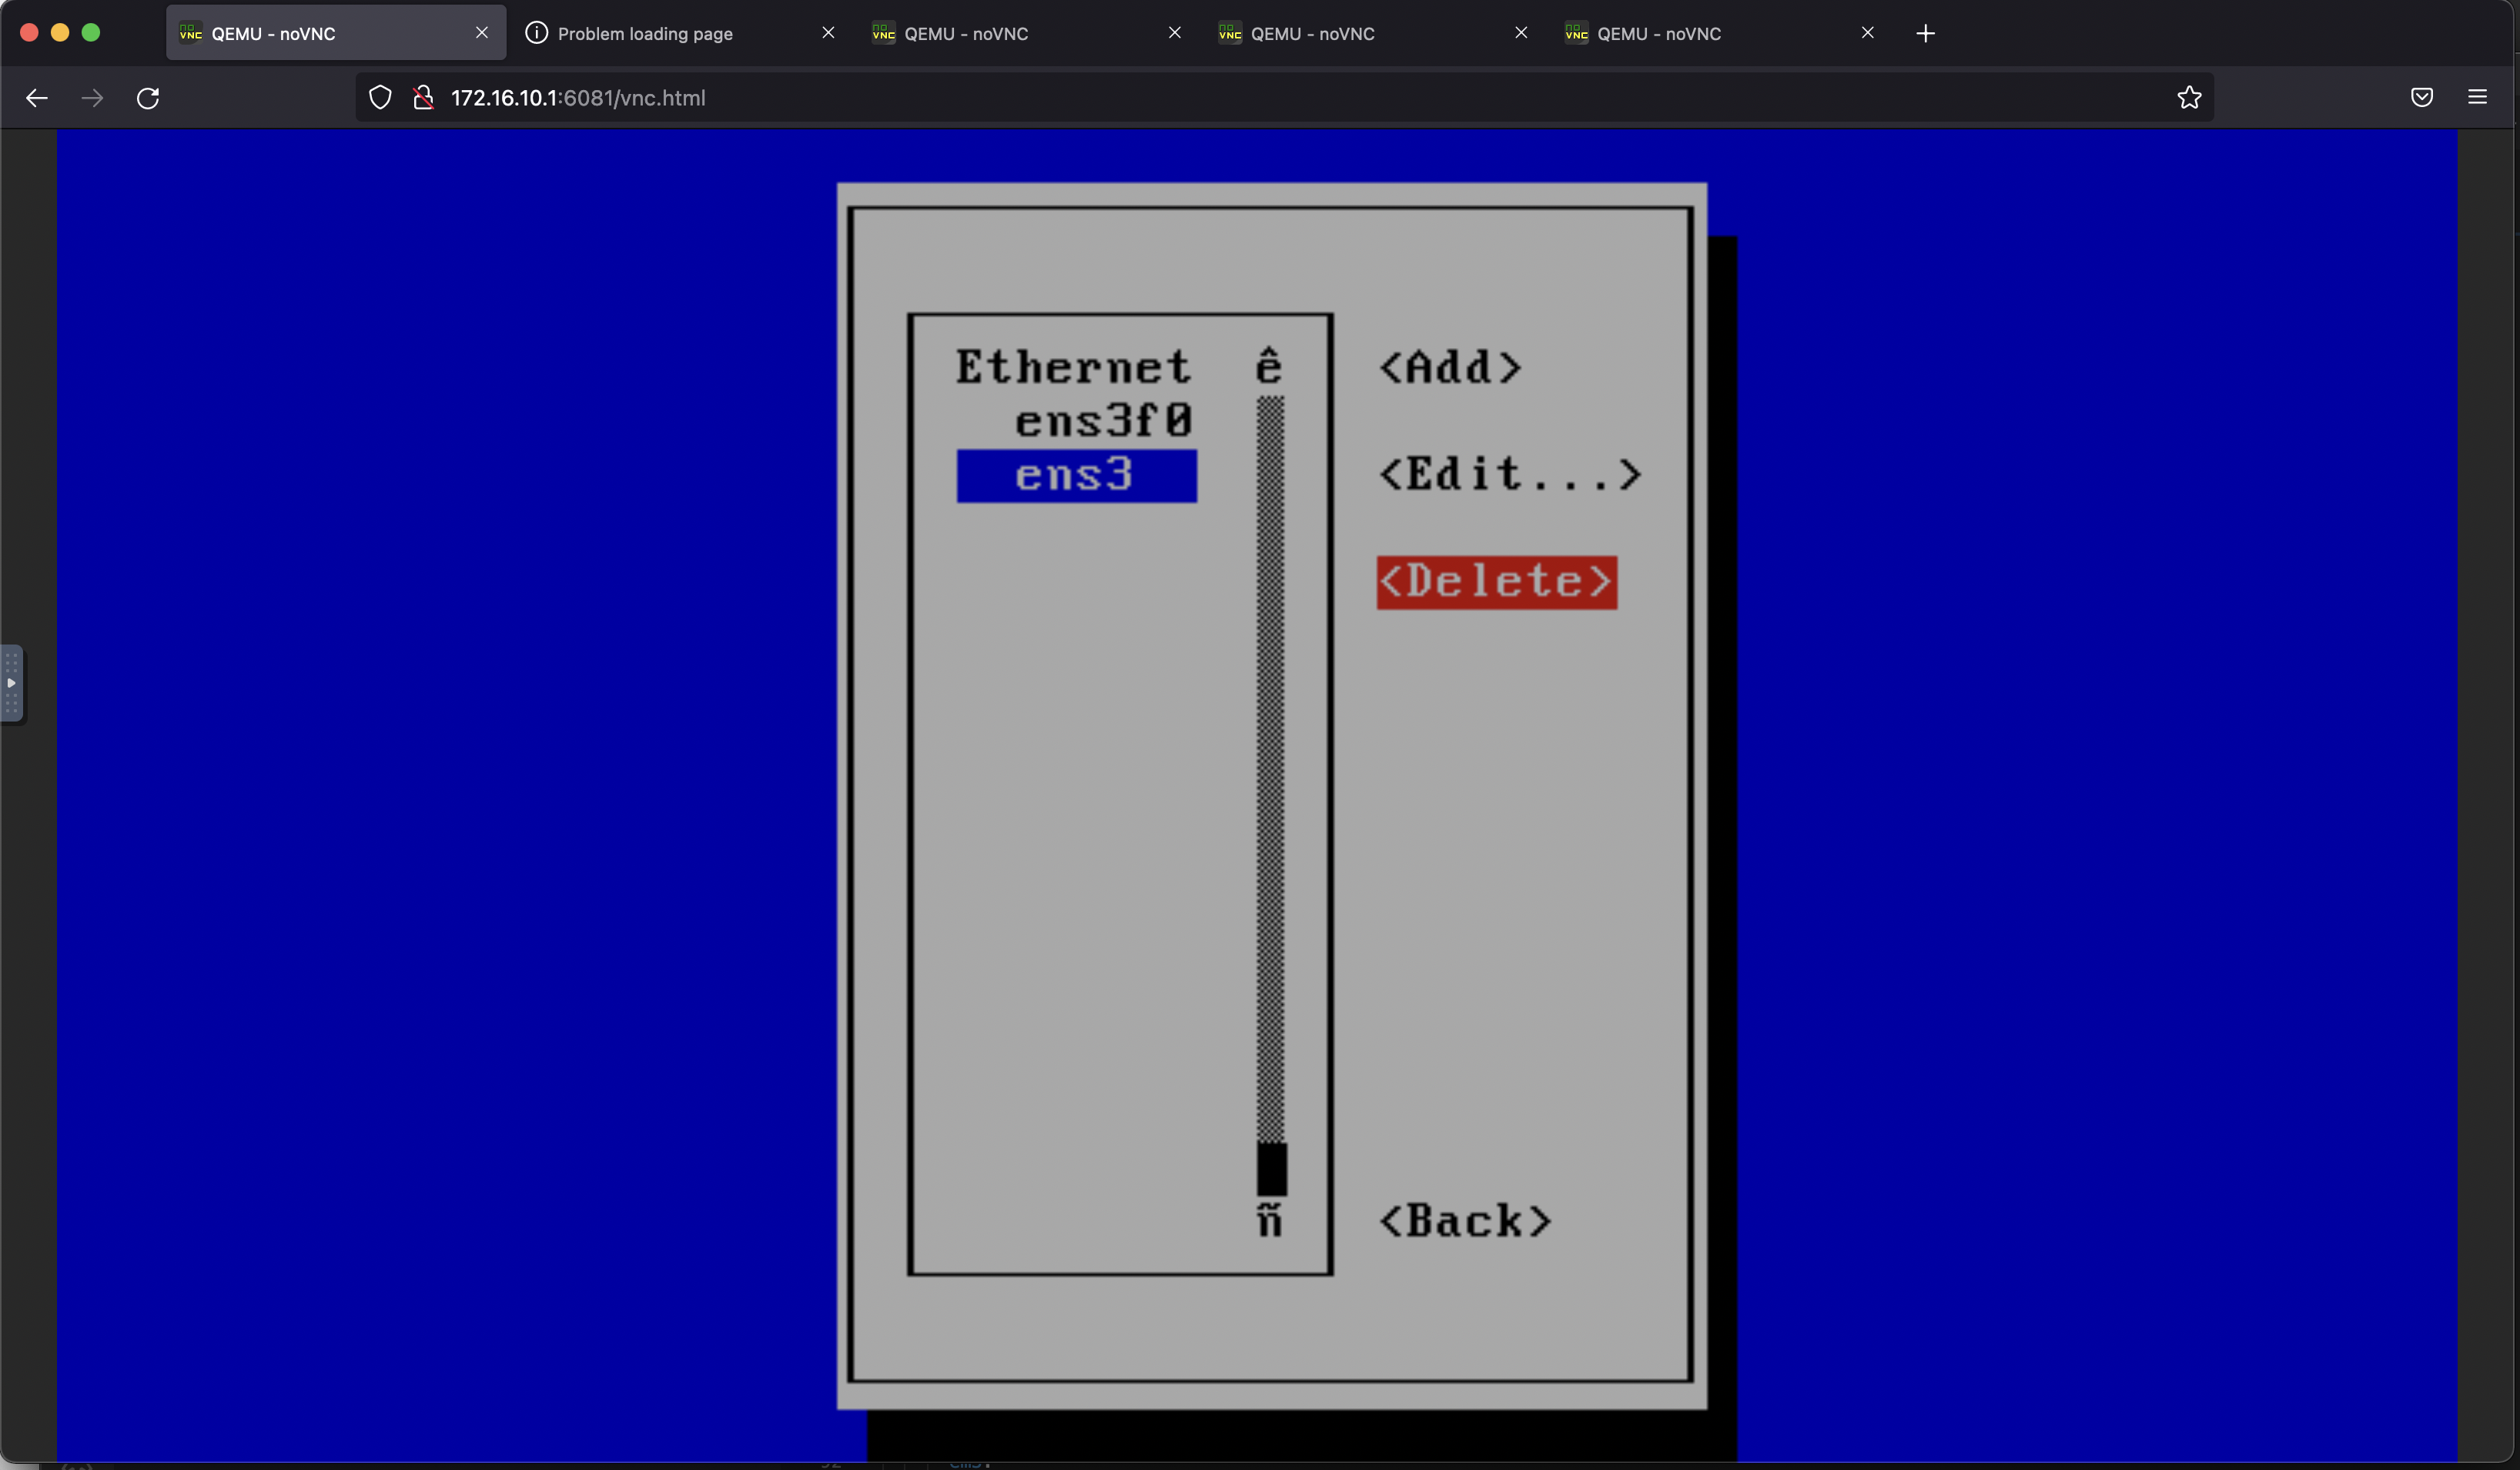 QEMU - noVNC
Problem loading page
QEMU - noVNC
QEMU - noVNC
QEMU - noVNC
172.16.10.1:6081/vnc.html
Ethernet ê <Add>
ens3f0
ens3 <Edit...>
<Delete>
ñ <Back>